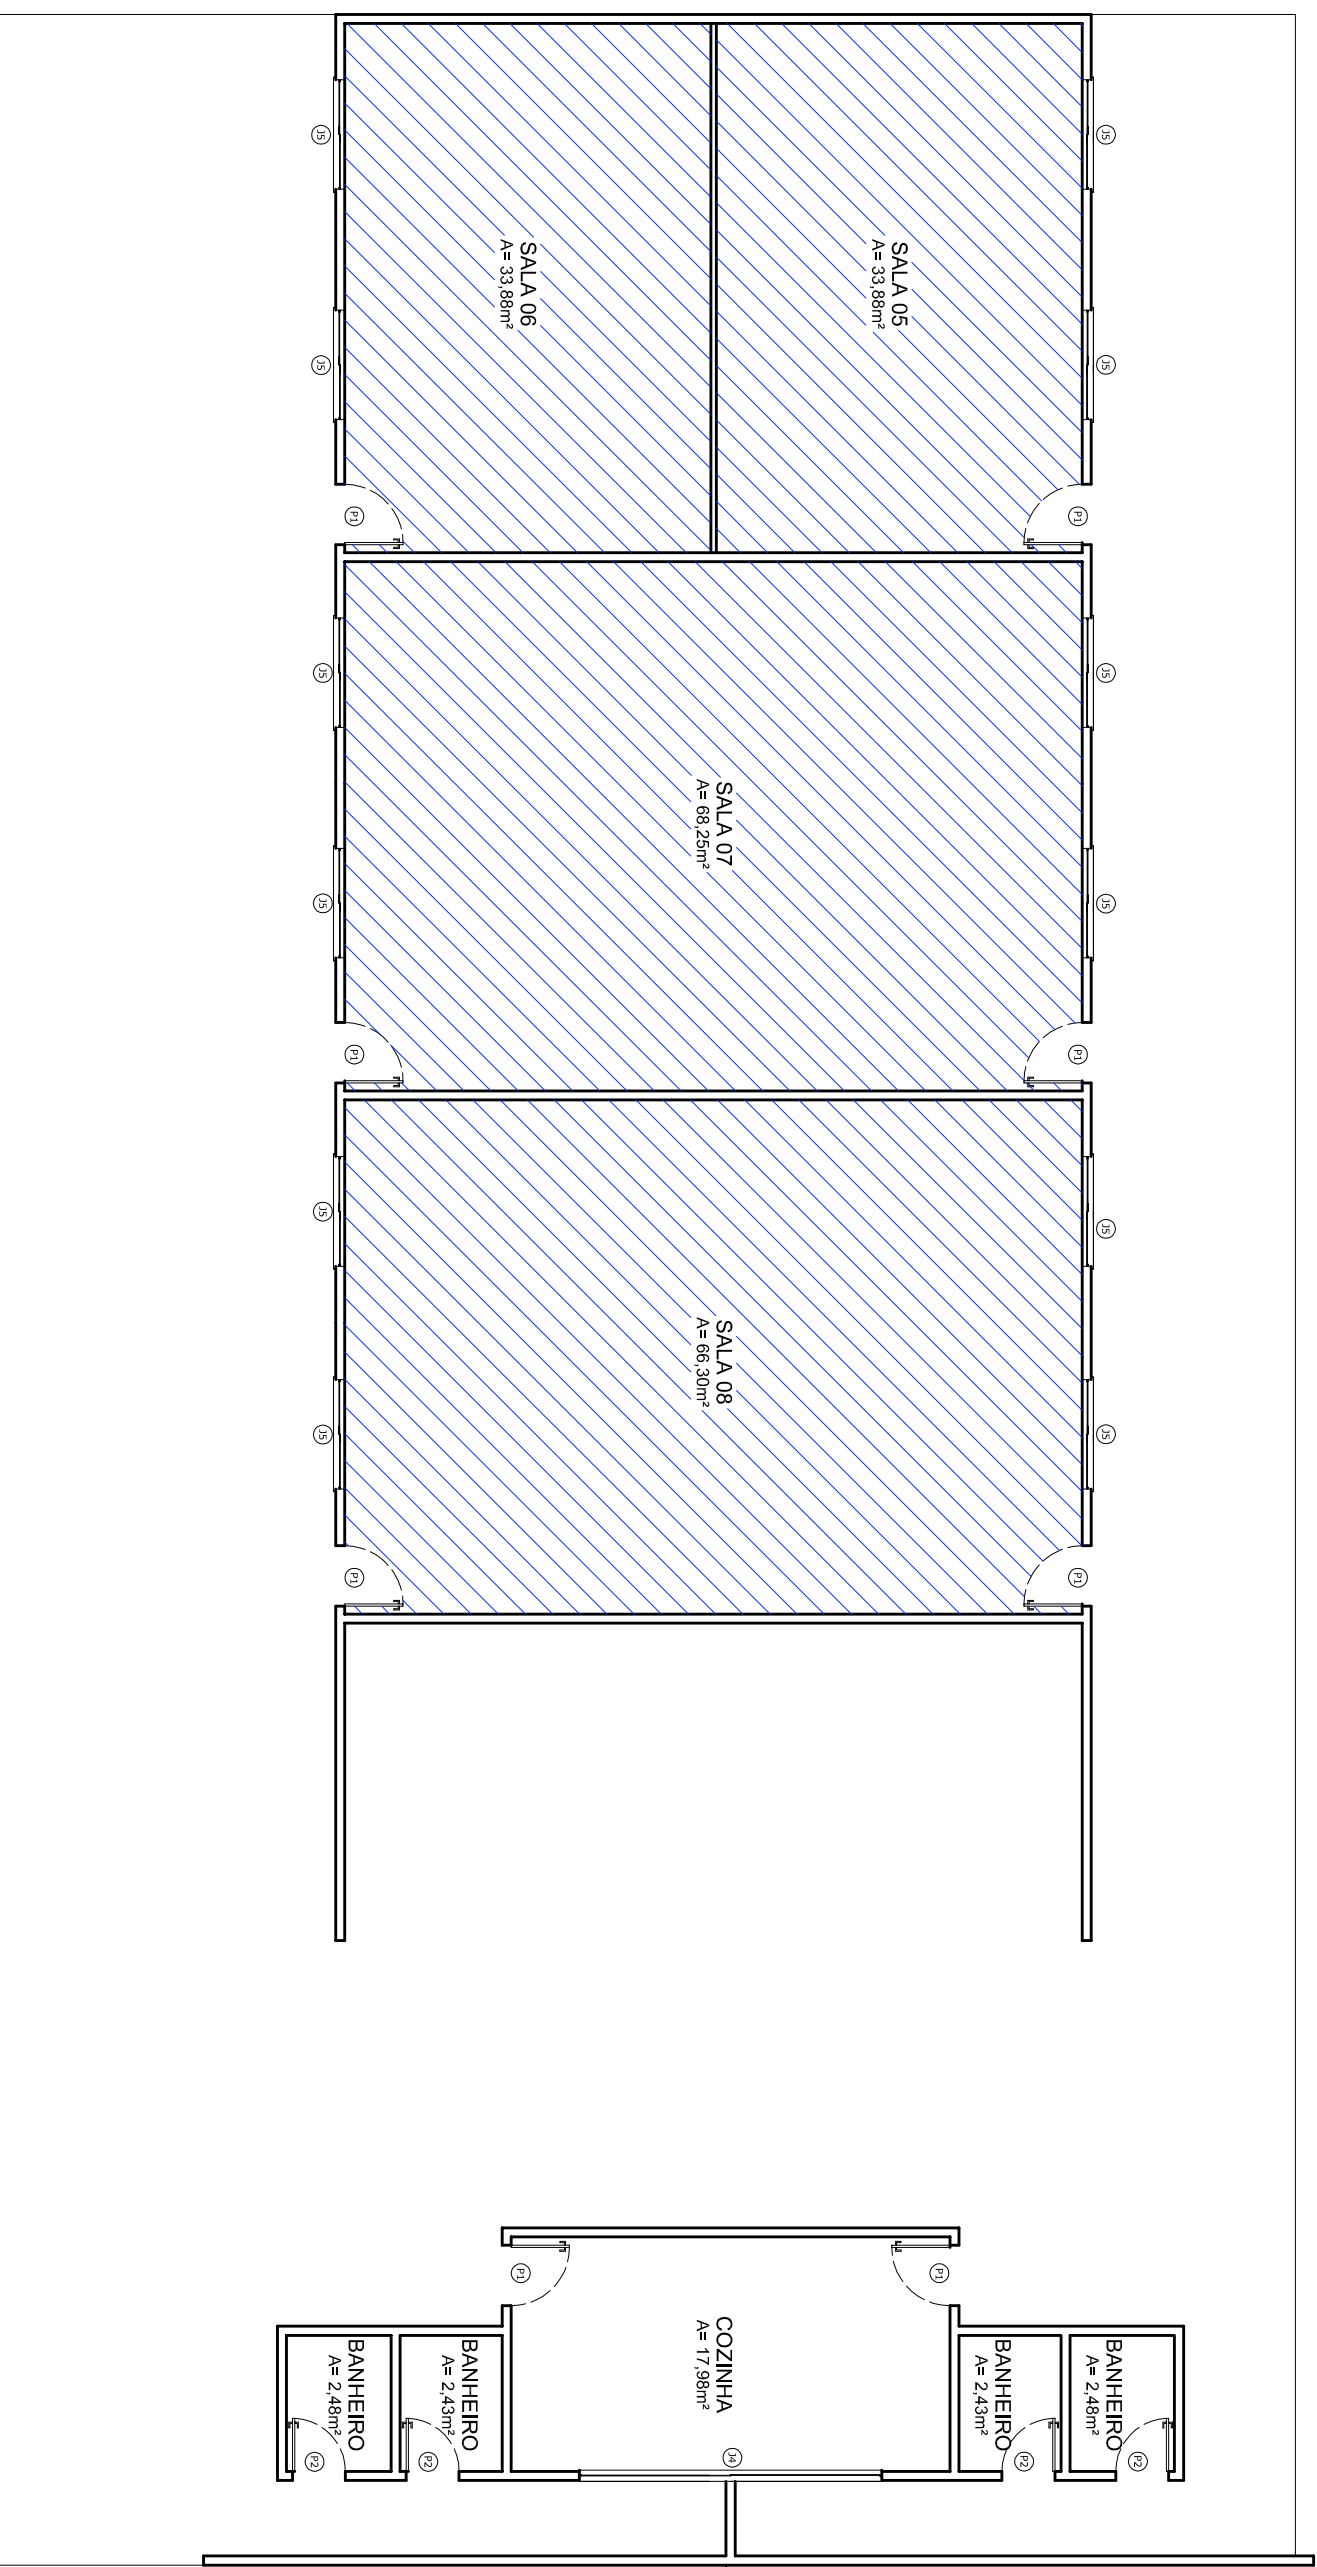 J5
J5
SALA 06
A= 33,88m²
SALA 05
A= 33,88m²
J5
J5
P1
P1
J5
J5
SALA 07
A= 68,25m²
J5
J5
P1
P1
J5
J5
SALA 08
A= 66,30m²
J5
J5
P1
P1
P1
P1
COZINHA
A= 17,98m²
BANHEIRO
A= 2,48m²
BANHEIRO
A= 2,43m²
BANHEIRO
A= 2,43m²
BANHEIRO
A= 2,48m²
J4
P2
P2
P2
P2